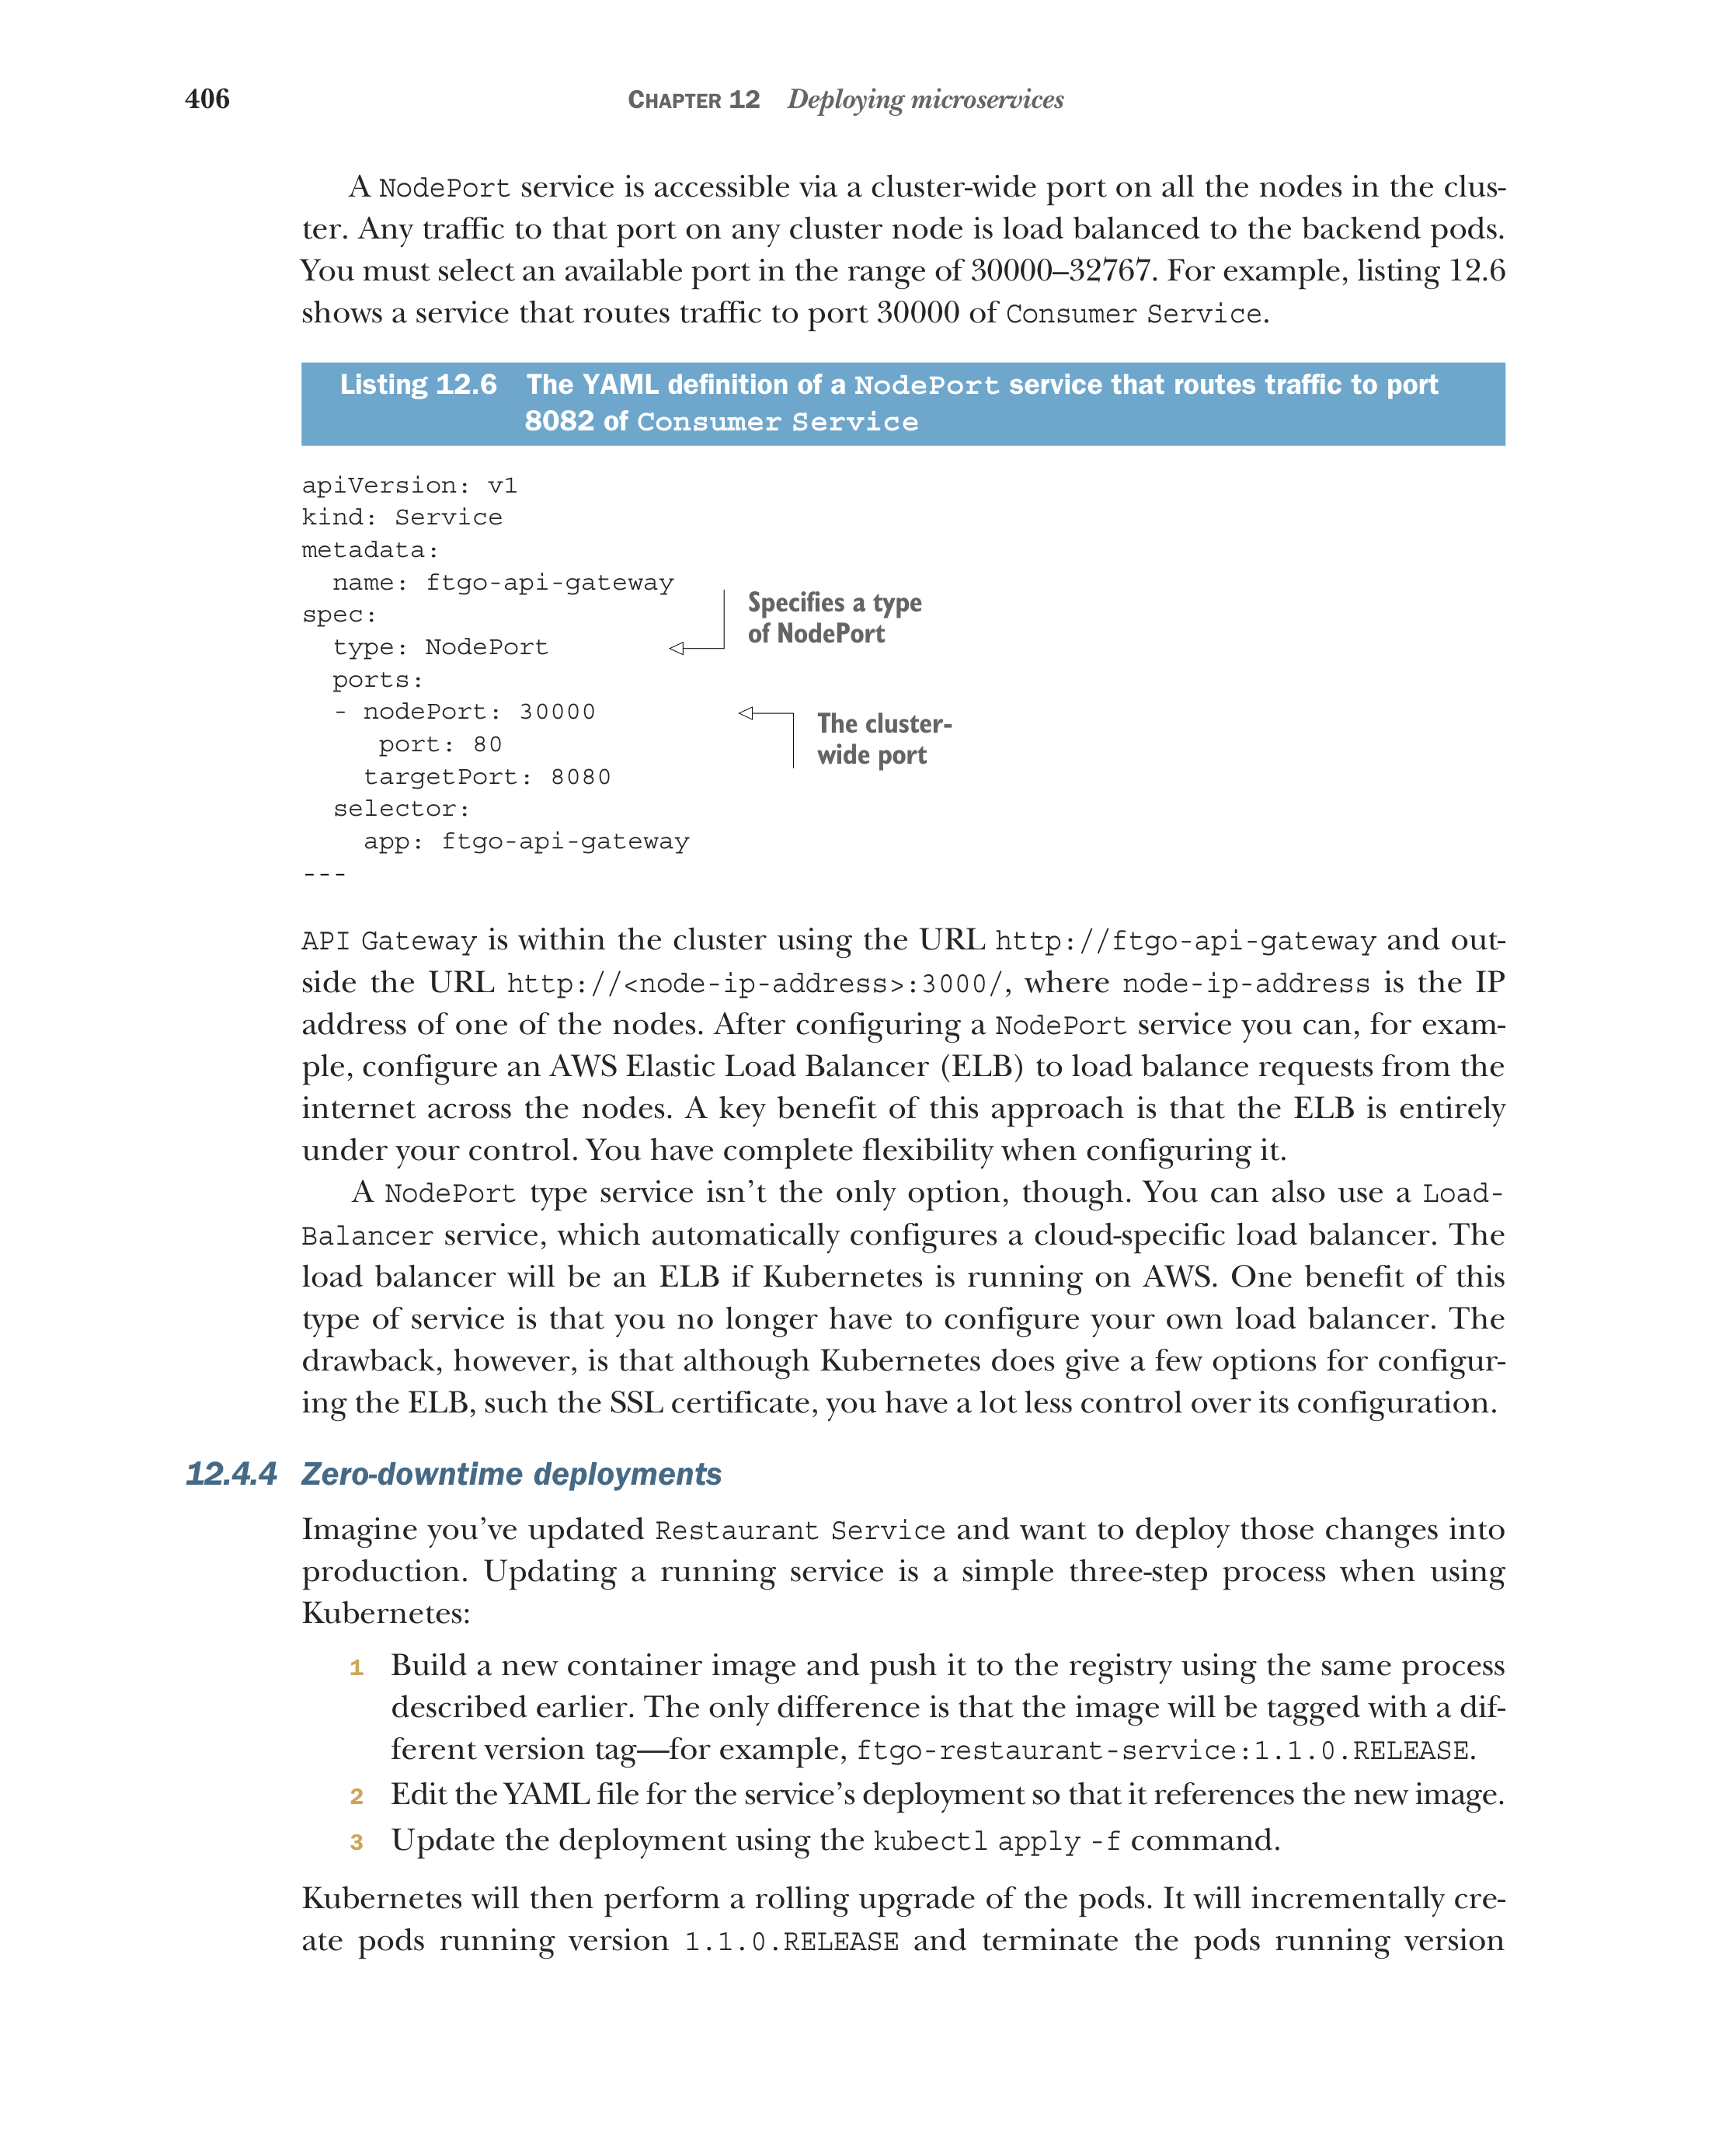 406 CHAPTER 12 Deploying microservices
A NodePort service is accessible via a cluster-wide port on all the nodes in the clus-
ter. Any traffic to that port on any cluster node is load balanced to the backend pods.
You must select an available port in the range of 30000–32767. For example, listing 12.6
shows a service that routes traffic to port 30000 of Consumer Service.
Listing 12.6 The YAML definition of a NodePort service that routes traffic to port
8082 of Consumer Service
apiVersion: v1
kind: Service
metadata:
  name: ftgo-api-gateway
spec:
  type: NodePort
  ports:
  - nodePort: 30000
     port: 80
    targetPort: 8080
  selector:
    app: ftgo-api-gateway
---
Specifies a type
of NodePort
The cluster-
wide port
API Gateway is within the cluster using the URL http://ftgo-api-gateway and out-
side the URL http://<node-ip-address>:3000/, where node-ip-address is the IP
address of one of the nodes. After configuring a NodePort service you can, for exam-
ple, configure an AWS Elastic Load Balancer (ELB) to load balance requests from the
internet across the nodes. A key benefit of this approach is that the ELB is entirely
under your control. You have complete flexibility when configuring it.
A NodePort type service isn’t the only option, though. You can also use a Load-
Balancer service, which automatically configures a cloud-specific load balancer. The
load balancer will be an ELB if Kubernetes is running on AWS. One benefit of this
type of service is that you no longer have to configure your own load balancer. The
drawback, however, is that although Kubernetes does give a few options for configur-
ing the ELB, such the SSL certificate, you have a lot less control over its configuration.
12.4.4 Zero-downtime deployments
Imagine you’ve updated Restaurant Service and want to deploy those changes into
production. Updating a running service is a simple three-step process when using
Kubernetes:
1 Build a new container image and push it to the registry using the same process
described earlier. The only difference is that the image will be tagged with a dif-
ferent version tag—for example, ftgo-restaurant-service:1.1.0.RELEASE.
2 Edit the YAML file for the service’s deployment so that it references the new image.
3 Update the deployment using the kubectl apply -f command.
Kubernetes will then perform a rolling upgrade of the pods. It will incrementally cre-
ate pods running version 1.1.0.RELEASE and terminate the pods running version